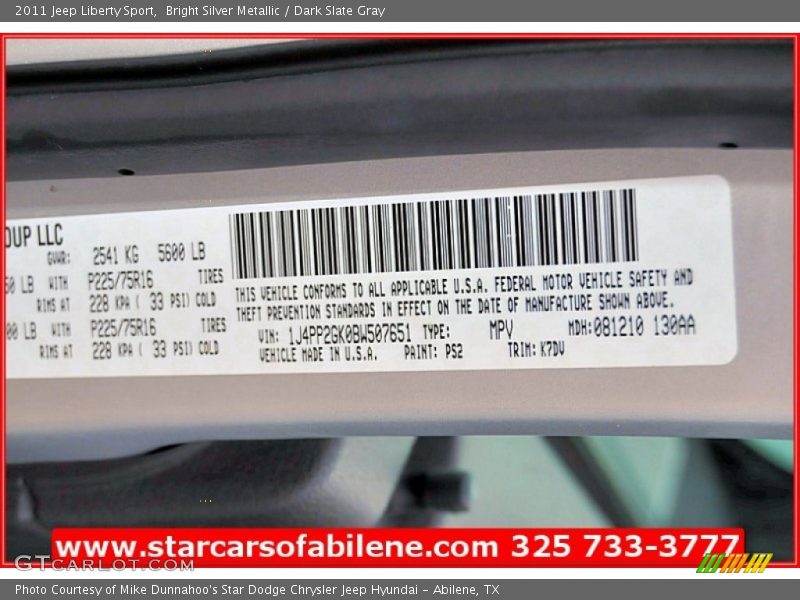 2011 Jeep Liberty Sport, Bright Silver Metallic / Dark Slate Gray
OUP LLC
GVWR: 2541 KG 5600 LB
50 LB WITH P225/75R16 TIRES
RIMS AT 228 KPA ( 33 PSI) COLD
00 LB WITH P225/75R16 TIRES
RIMS AT 228 KPA ( 33 PSI) COLD
THIS VEHICLE CONFORMS TO ALL APPLICABLE U.S.A. FEDERAL MOTOR VEHICLE SAFETY AND
THEFT PREVENTION STANDARDS IN EFFECT ON THE DATE OF MANUFACTURE SHOWN ABOVE.
VIN: 1J4PP2GK0BW507651 TYPE: MPV MDH: 081210 130AA
VEHICLE MADE IN U.S.A. PAINT: PS2 TRIM: K7DV
www.starcarsofabilene.com 325 733-3777
GTCARLOT.COM
Photo Courtesy of Mike Dunnahoo's Star Dodge Chrysler Jeep Hyundai - Abilene, TX